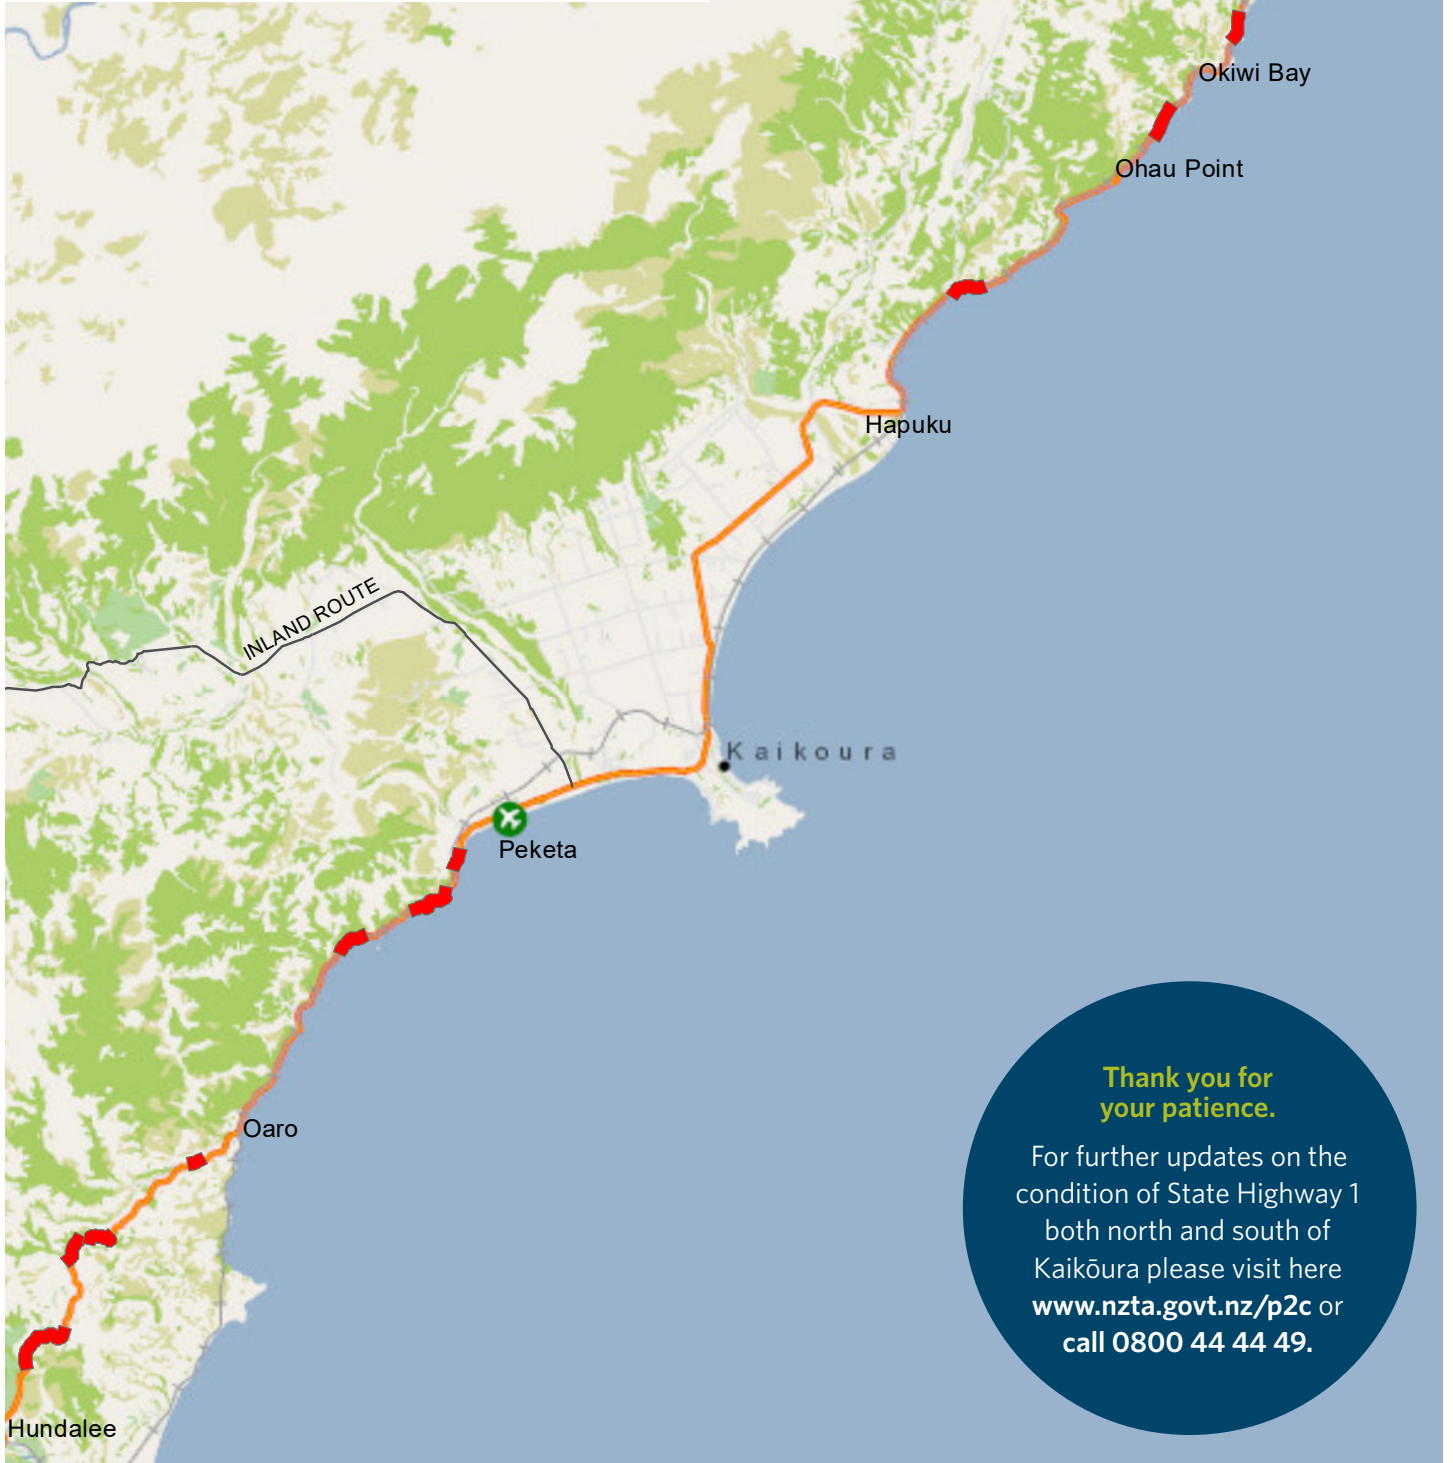 Okiwi Bay
Ohau Point
Hapuku
INLAND ROUTE
Kaikoura
Peketa
Oaro
Hundalee
Thank you for
your patience.
For further updates on the
condition of State Highway 1
both north and south of
Kaikōura please visit here
www.nzta.govt.nz/p2c or
call 0800 44 44 49.